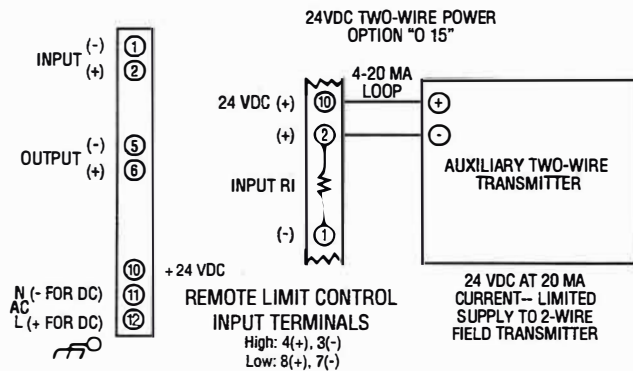 INPUT
(-) 1
(+) 2
OUTPUT
(-) 5
(+) 6
10 +24 VDC
N (- FOR DC) 11
AC
L (+ FOR DC) 12
24VDC TWO-WIRE POWER
OPTION "O 15"
4-20 MA
LOOP
24 VDC (+) 10
(+) 2
INPUT RI
(-) 1
+
-
AUXILIARY TWO-WIRE
TRANSMITTER
REMOTE LIMIT CONTROL
INPUT TERMINALS
High: 4(+), 3(-)
Low: 8(+), 7(-)
24 VDC AT 20 MA
CURRENT-- LIMITED
SUPPLY TO 2-WIRE
FIELD TRANSMITTER